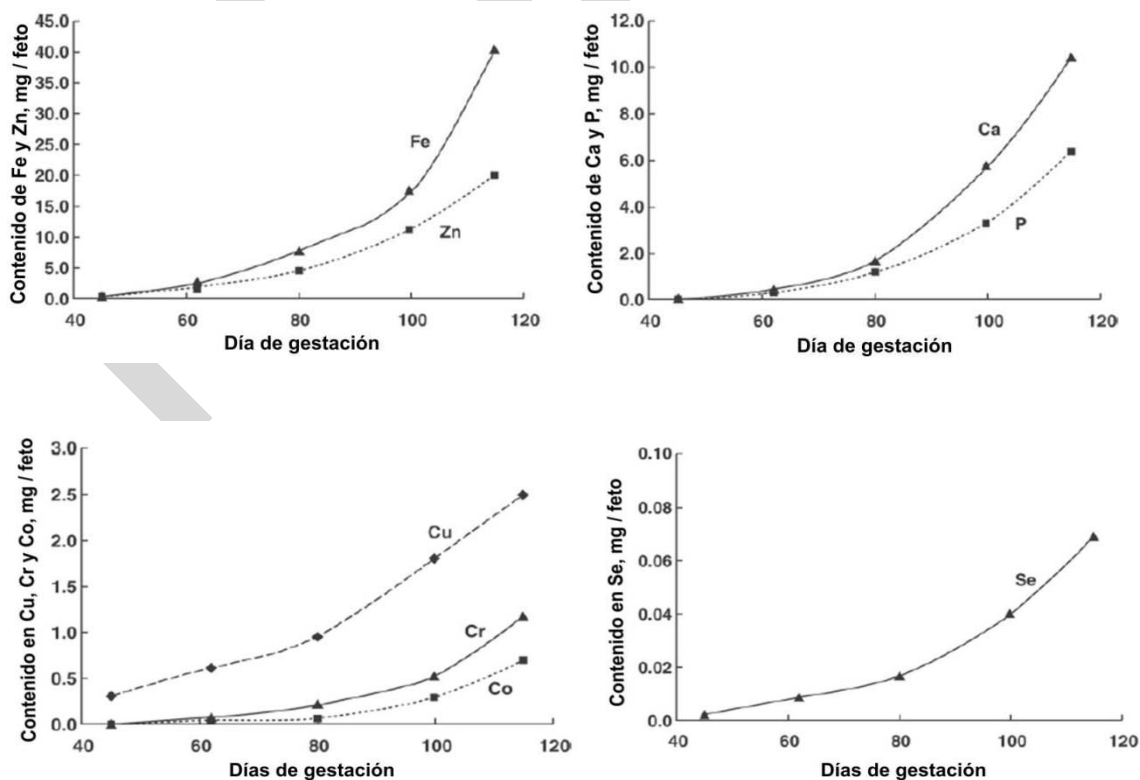 Contenido de Fe y Zn, mg / feto
45.0
40.0
35.0
30.0
25.0
20.0
15.0
10.0
5.0
0.0
Fe
Zn
40 60 80 100 120
Día de gestación
Contenido de Ca y P, mg / feto
12.0
10.0
8.0
6.0
4.0
2.0
0.0
Ca
P
40 60 80 100 120
Día de gestación
Contenido en Cu, Cr y Co, mg / feto
3.0
2.5
2.0
1.5
1.0
0.5
0.0
Cu
Cr
Co
40 60 80 100 120
Días de gestación
Contenido en Se, mg / feto
0.10
0.08
0.06
0.04
0.02
0.0
Se
40 60 80 100 120
Días de gestación